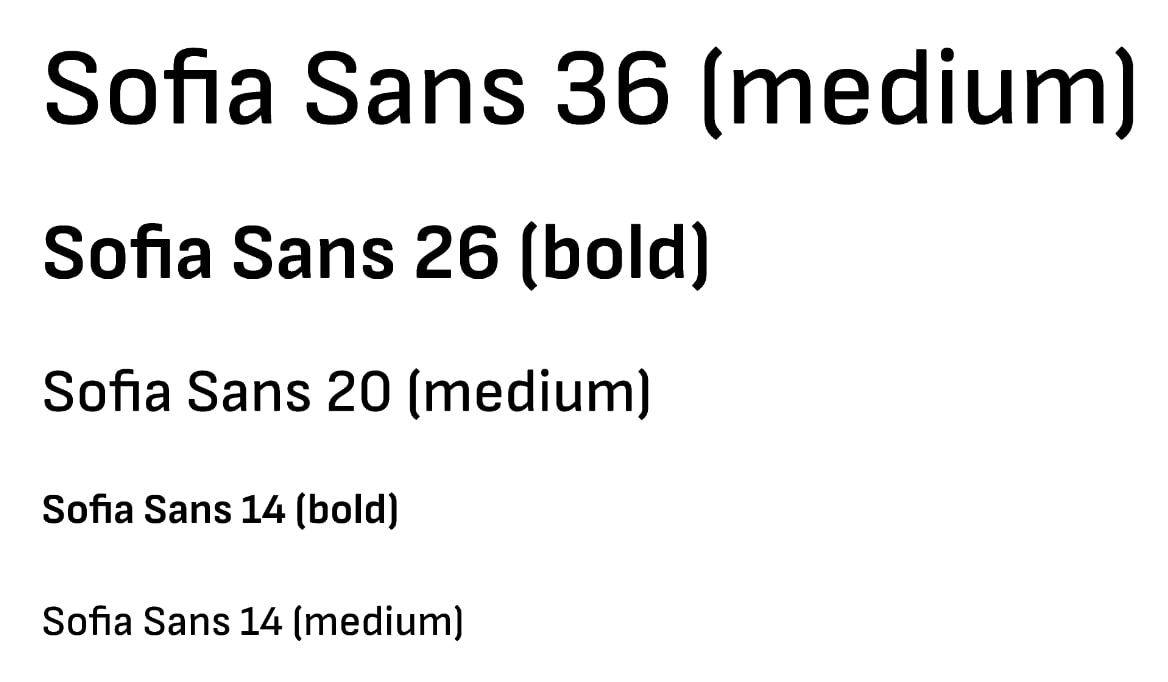 Sofia Sans 36 (medium)
Sofia Sans 26 (bold)
Sofia Sans 20 (medium)
Sofia Sans 14 (bold)
Sofia Sans 14 (medium)